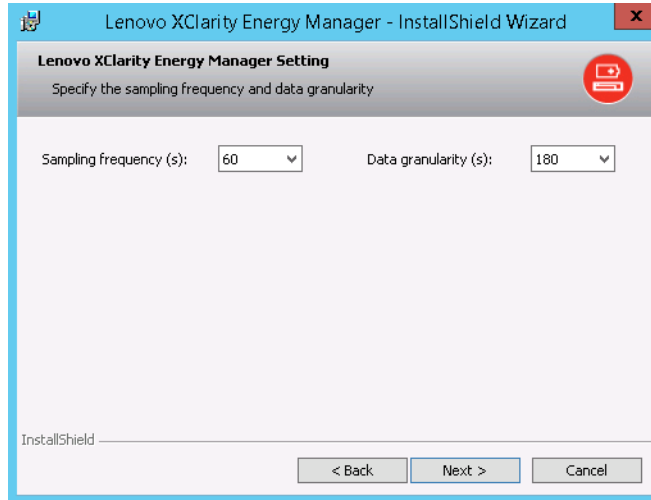 Lenovo XClarity Energy Manager - InstallShield Wizard
x
Lenovo XClarity Energy Manager Setting
Specify the sampling frequency and data granularity
Sampling frequency (s): 60 Data granularity (s): 180
InstallShield
< Back Next > Cancel